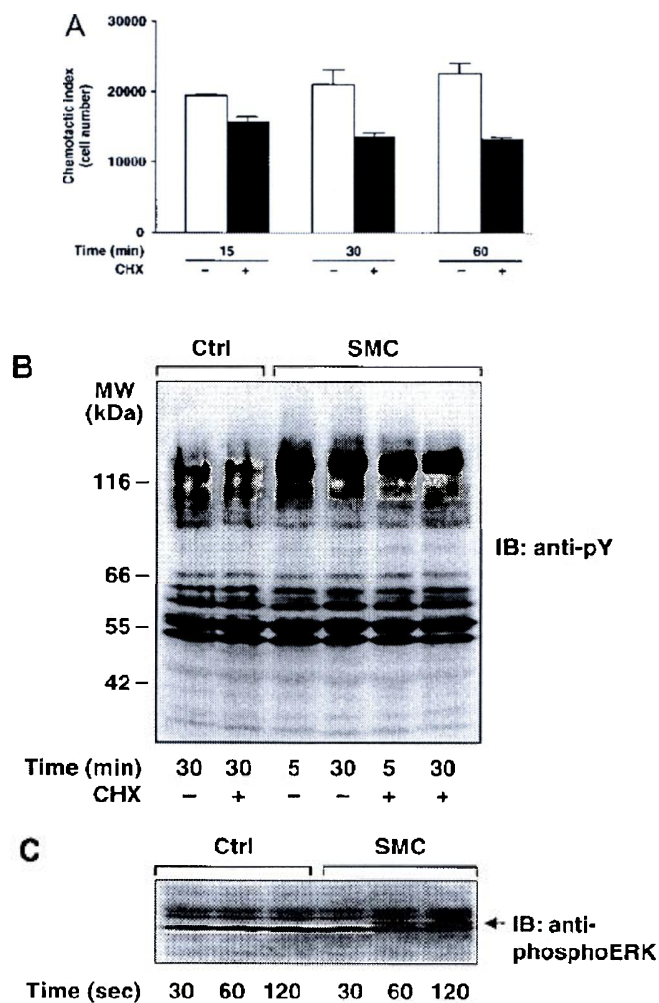 A
30000
20000
10000
0
Chemotactic Index
(cell number)
Time (min) 15 30 60
CHX – + – + – +
B
Ctrl SMC
MW
(kDa)
116 –
66 –
55 –
42 –
IB: anti-pY
Time (min) 30 30 5 30 5 30
CHX – + – – + +
C
Ctrl SMC
IB: anti-
phosphoERK
Time (sec) 30 60 120 30 60 120